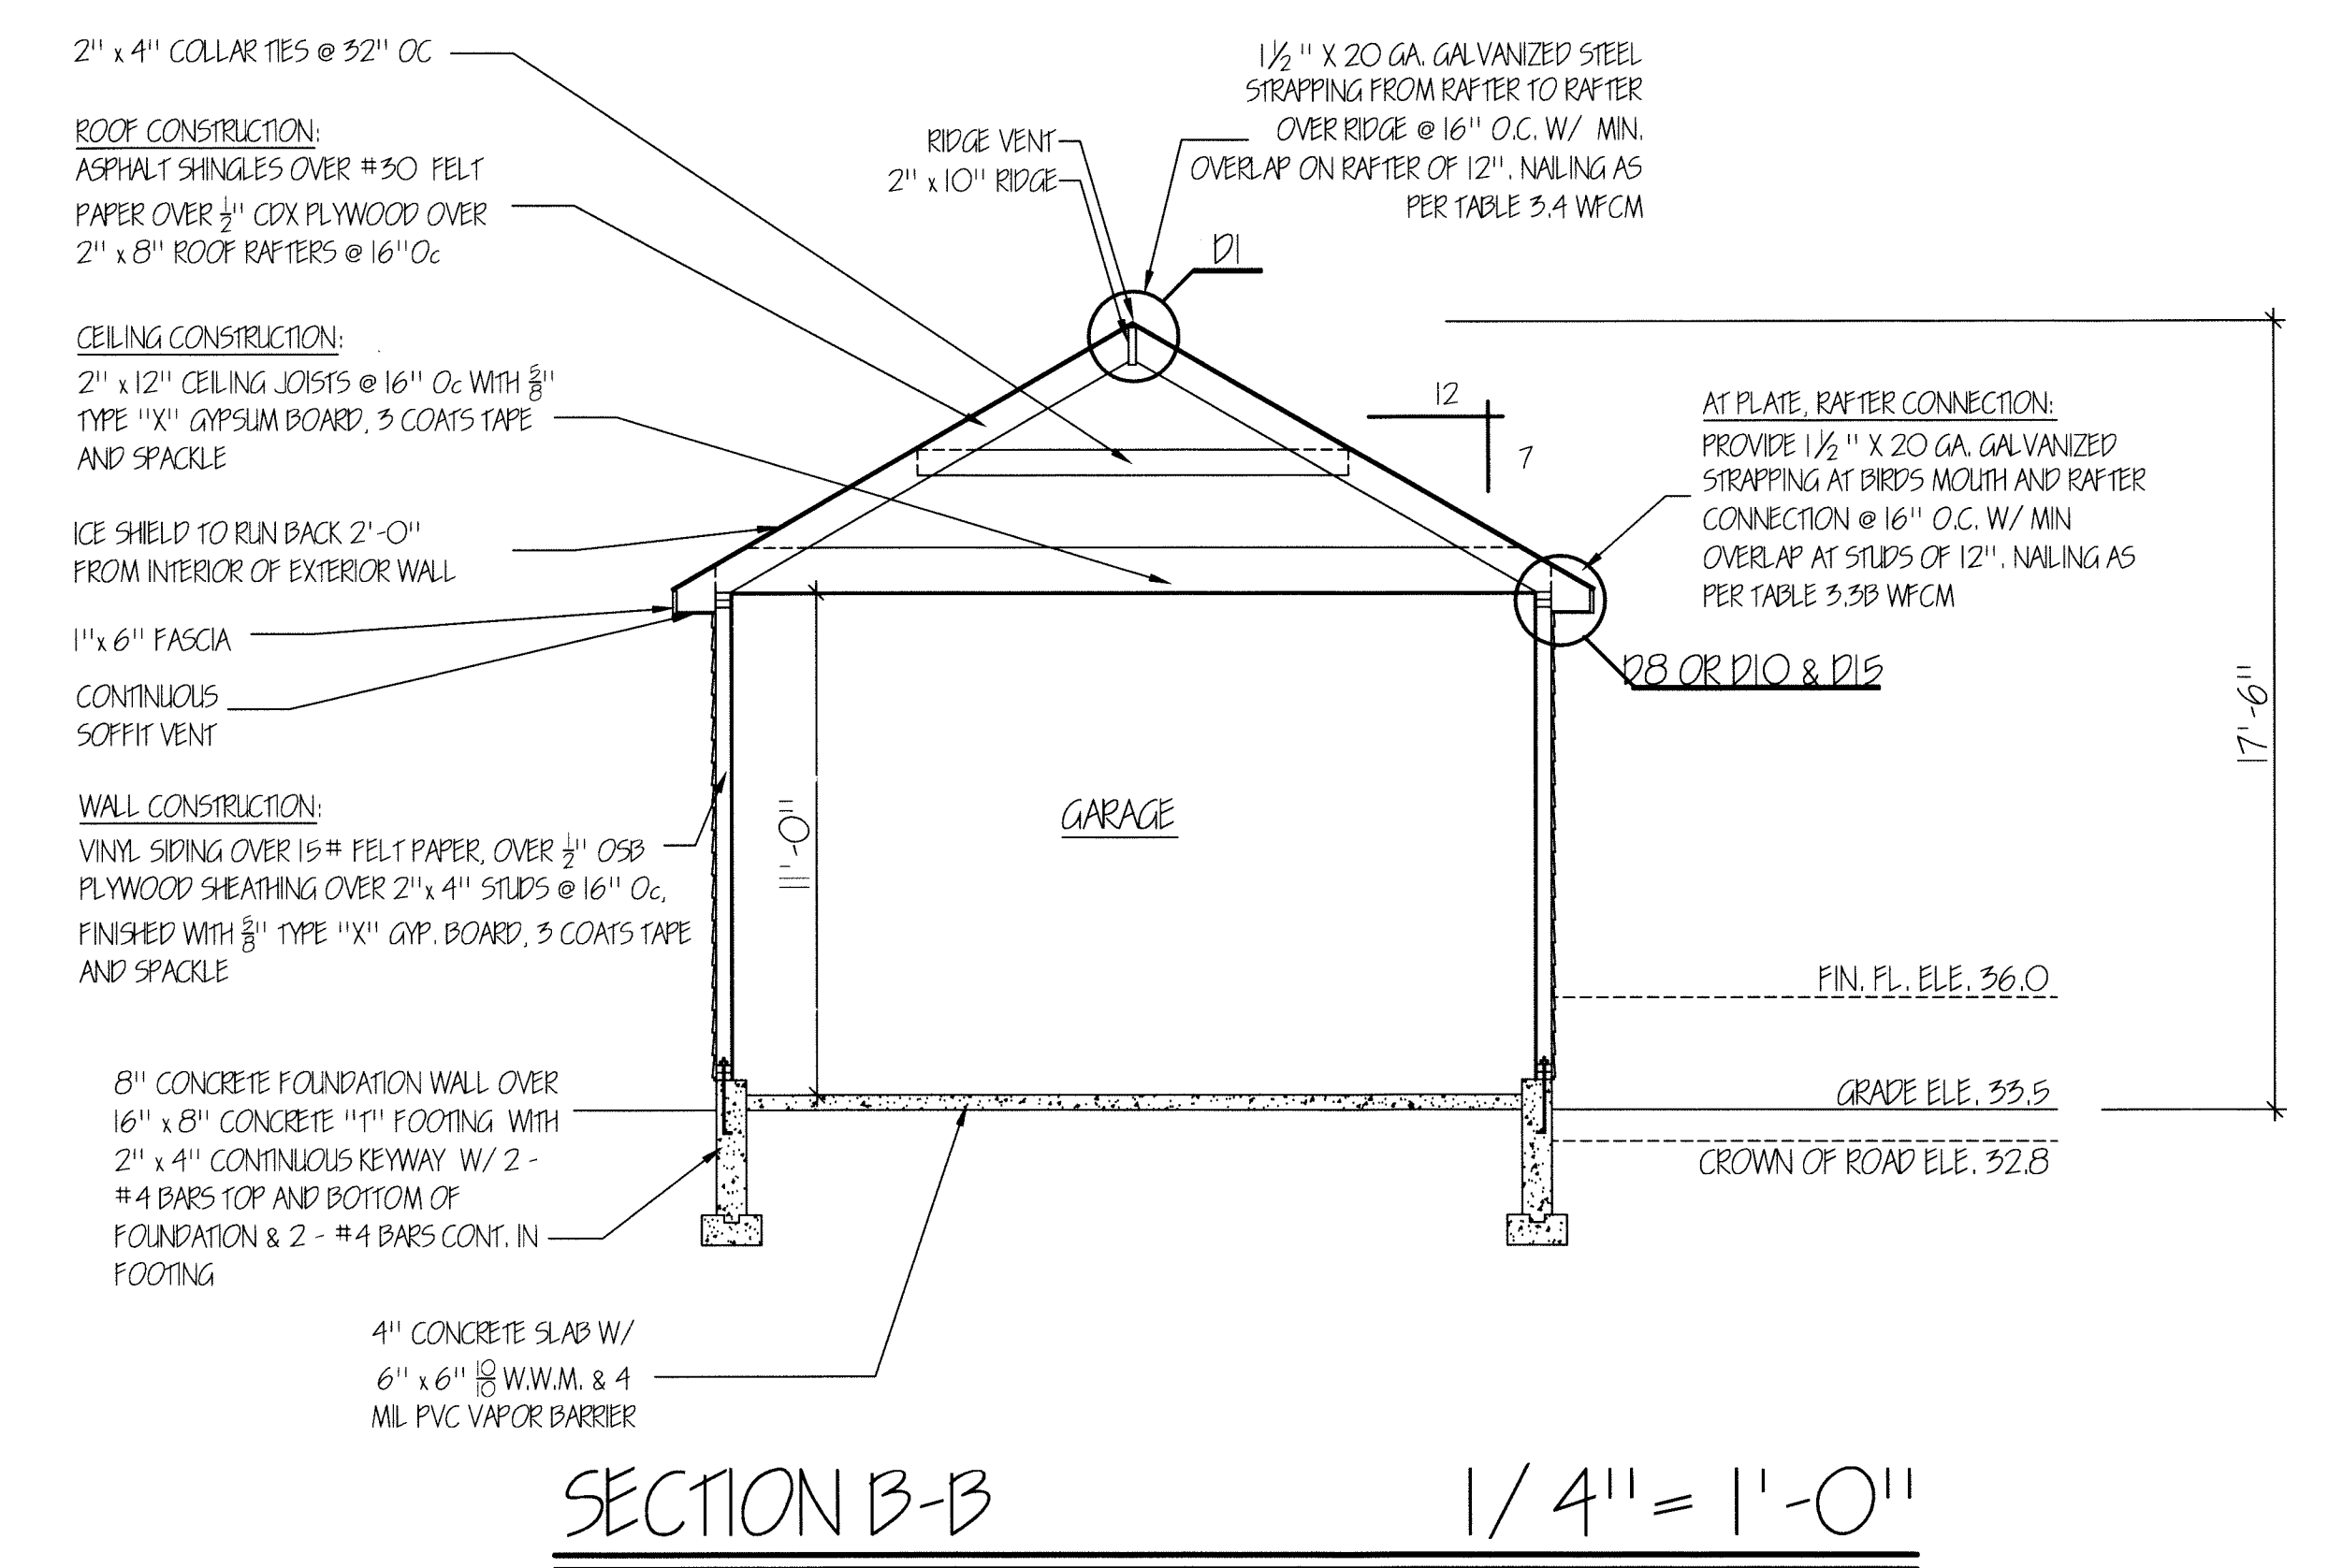 2" x 4" COLLAR TIES @ 32" OC
ROOF CONSTRUCTION:
ASPHALT SHINGLES OVER #30 FELT
PAPER OVER 1/2" CDX PLYWOOD OVER
2" x 8" ROOF RAFTERS @ 16"Oc
CEILING CONSTRUCTION:
2" x 12" CEILING JOISTS @ 16" Oc WITH 5/8"
TYPE "X" GYPSUM BOARD, 3 COATS TAPE
AND SPACKLE
ICE SHIELD TO RUN BACK 2'-0"
FROM INTERIOR OF EXTERIOR WALL
1"x 6" FASCIA
CONTINUOUS
SOFFIT VENT
WALL CONSTRUCTION:
VINYL SIDING OVER 15# FELT PAPER, OVER 1/2" OSB
PLYWOOD SHEATHING OVER 2"x 4" STUDS @ 16" Oc,
FINISHED WITH 5/8" TYPE "X" GYP. BOARD, 3 COATS TAPE
AND SPACKLE
8" CONCRETE FOUNDATION WALL OVER
16" x 8" CONCRETE "T" FOOTING WITH
2" x 4" CONTINUOUS KEYWAY W/ 2 -
#4 BARS TOP AND BOTTOM OF
FOUNDATION & 2 - #4 BARS CONT. IN
FOOTING
4" CONCRETE SLAB W/
6" x 6" 10/10 W.W.M. & 4
MIL PVC VAPOR BARRIER
RIDGE VENT
2" x 10" RIDGE
1 1/2" X 20 GA. GALVANIZED STEEL
STRAPPING FROM RAFTER TO RAFTER
OVER RIDGE @ 16" O.C. W/ MIN.
OVERLAP ON RAFTER OF 12". NAILING AS
PER TABLE 3.4 WFCM
D1
12
7
AT PLATE, RAFTER CONNECTION:
PROVIDE 1 1/2" X 20 GA. GALVANIZED
STRAPPING AT BIRDS MOUTH AND RAFTER
CONNECTION @ 16" O.C. W/ MIN
OVERLAP AT STUDS OF 12". NAILING AS
PER TABLE 3.3B WFCM
D8 OR D10 & D15
17'-6"
11'-0"
GARAGE
FIN. FL. ELE. 36.0
GRADE ELE. 33.5
CROWN OF ROAD ELE. 32.8
SECTION B-B
1/4" = 1'-0"